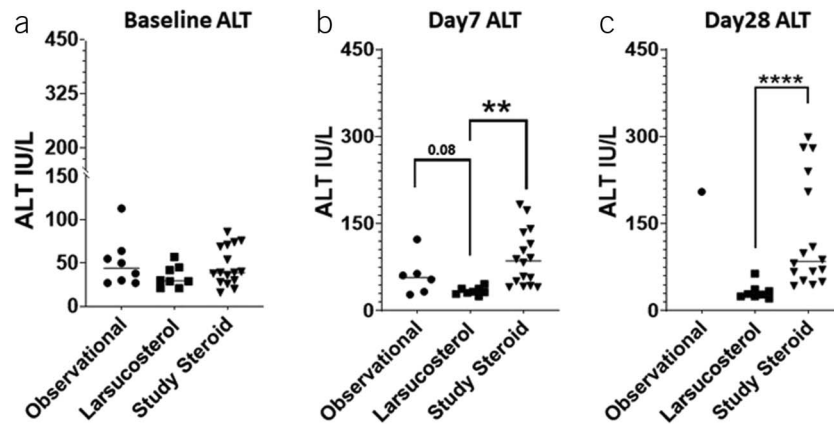 a
Baseline ALT
450
325
200
150
100
50
0
ALT IU/L
Observational
Larsucosterol
Study Steroid
b
Day7 ALT
450
300
150
0
ALT IU/L
0.08
**
Observational
Larsucosterol
Study Steroid
c
Day28 ALT
450
300
150
0
ALT IU/L
****
Observational
Larsucosterol
Study Steroid